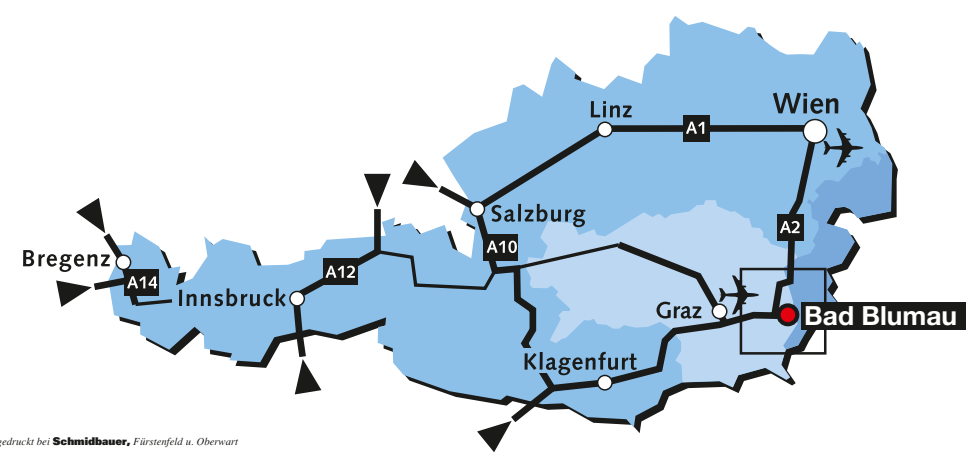 Linz
Wien
A1
Salzburg
A2
A10
Bregenz
A14
A12
Innsbruck
Graz
Bad Blumau
Klagenfurt
gedruckt bei Schmidbauer, Fürstenfeld u. Oberwart